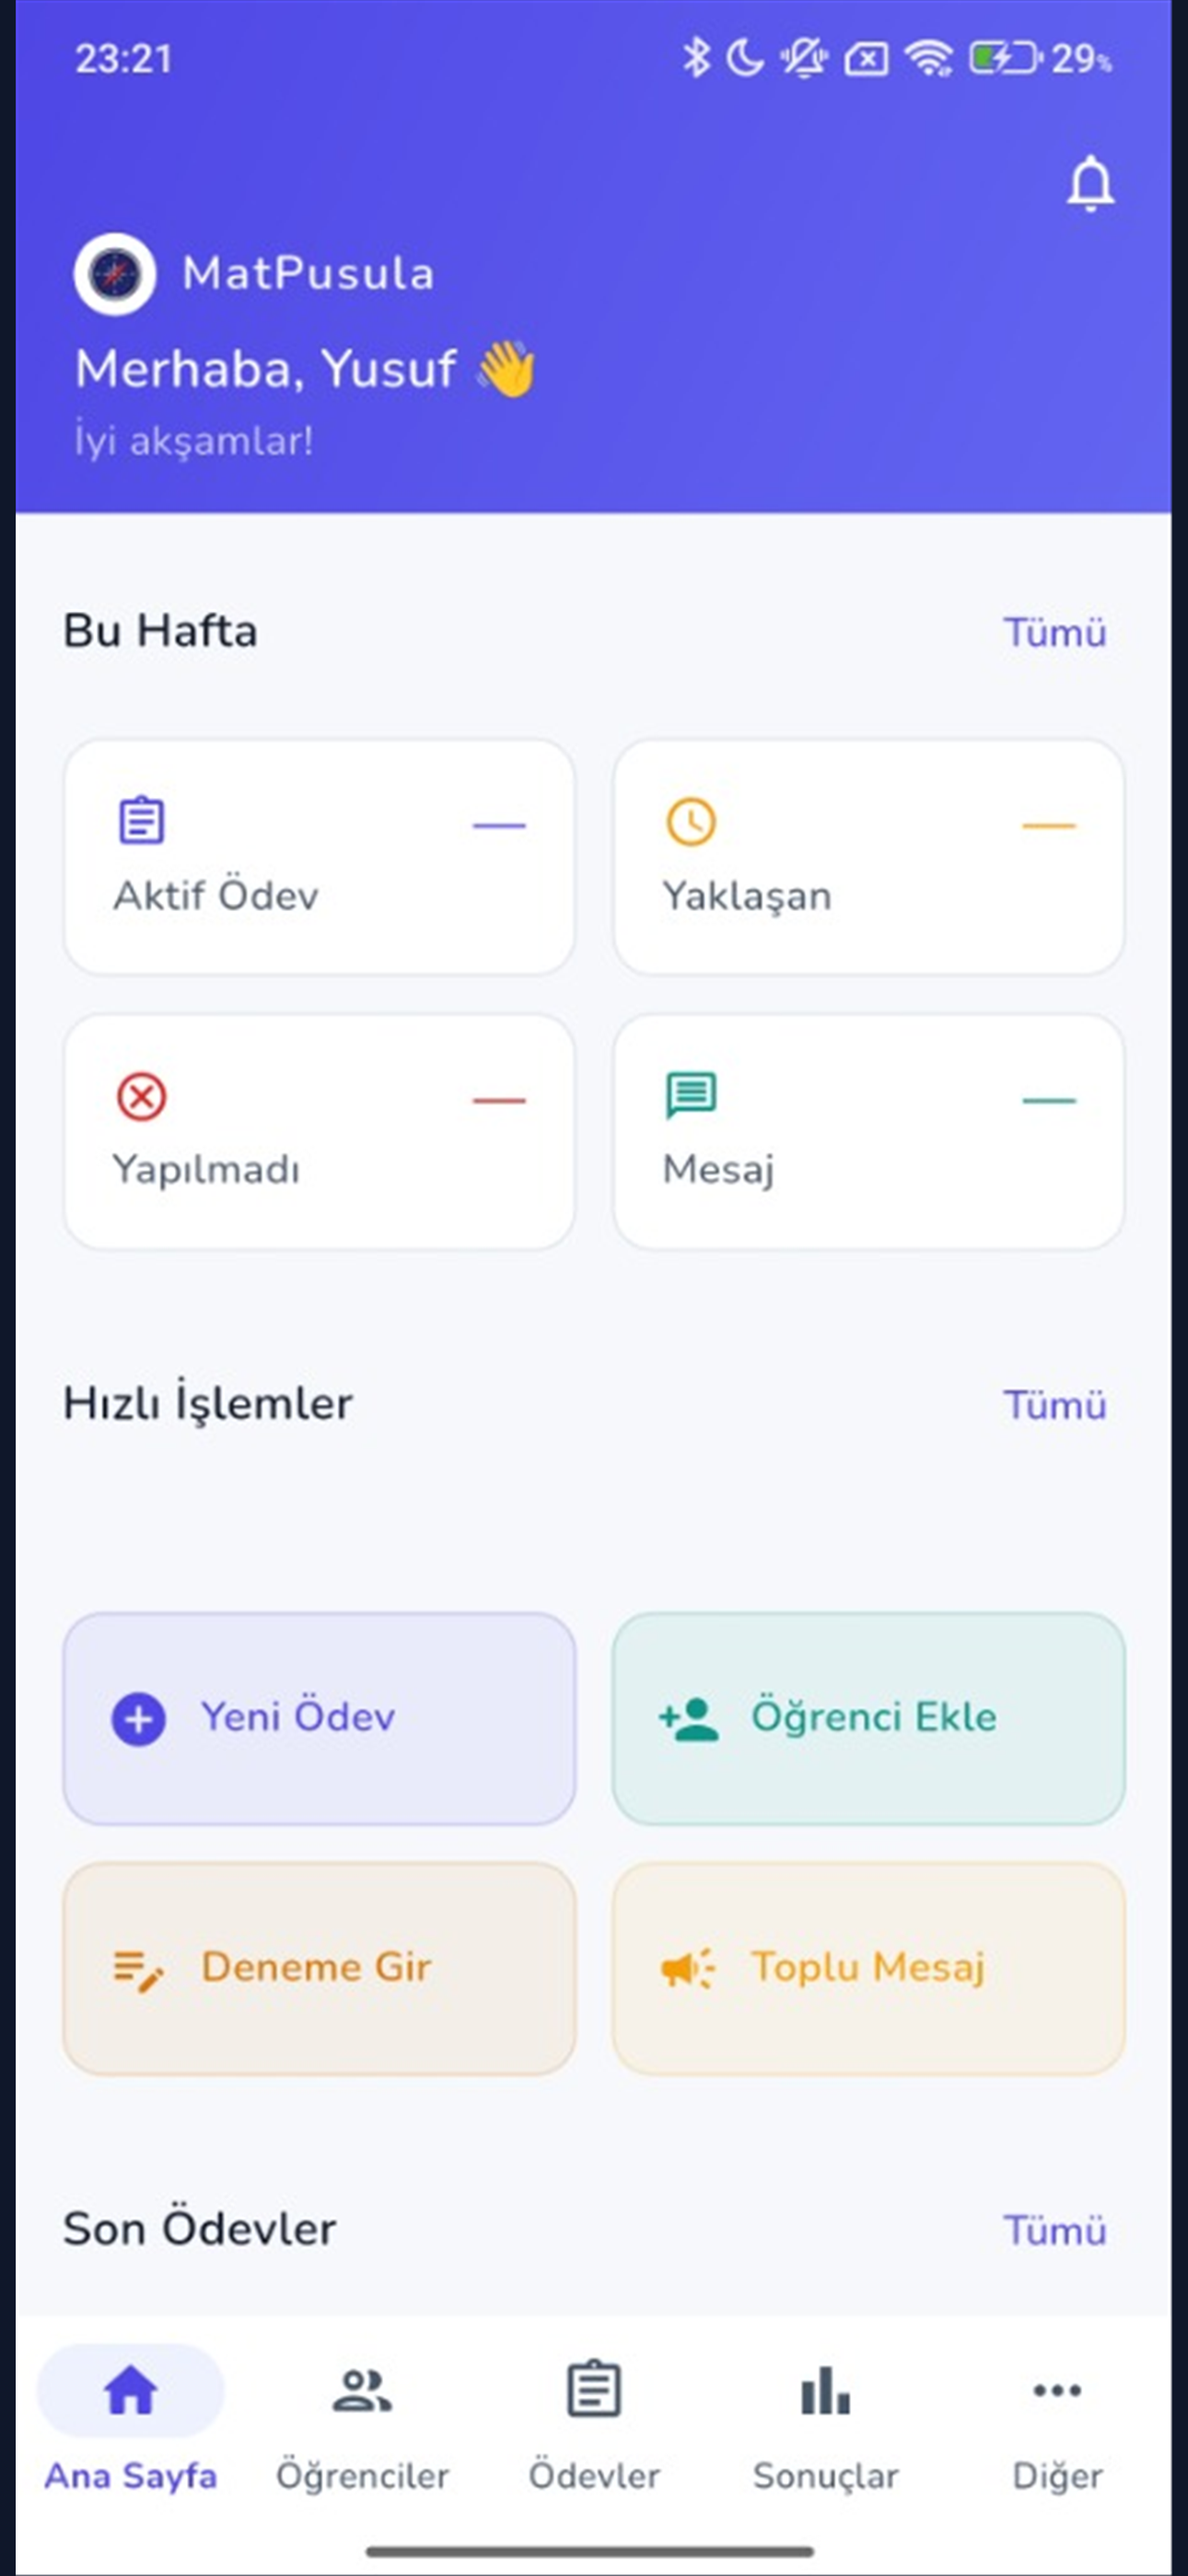 23:21 29%
MatPusula
Merhaba, Yusuf 👋
İyi akşamlar!
Bu Hafta Tümü
— —
Aktif Ödev Yaklaşan
— —
Yapılmadı Mesaj
Hızlı İşlemler Tümü
Yeni Ödev Öğrenci Ekle
Deneme Gir Toplu Mesaj
Son Ödevler Tümü
Ana Sayfa Öğrenciler Ödevler Sonuçlar Diğer